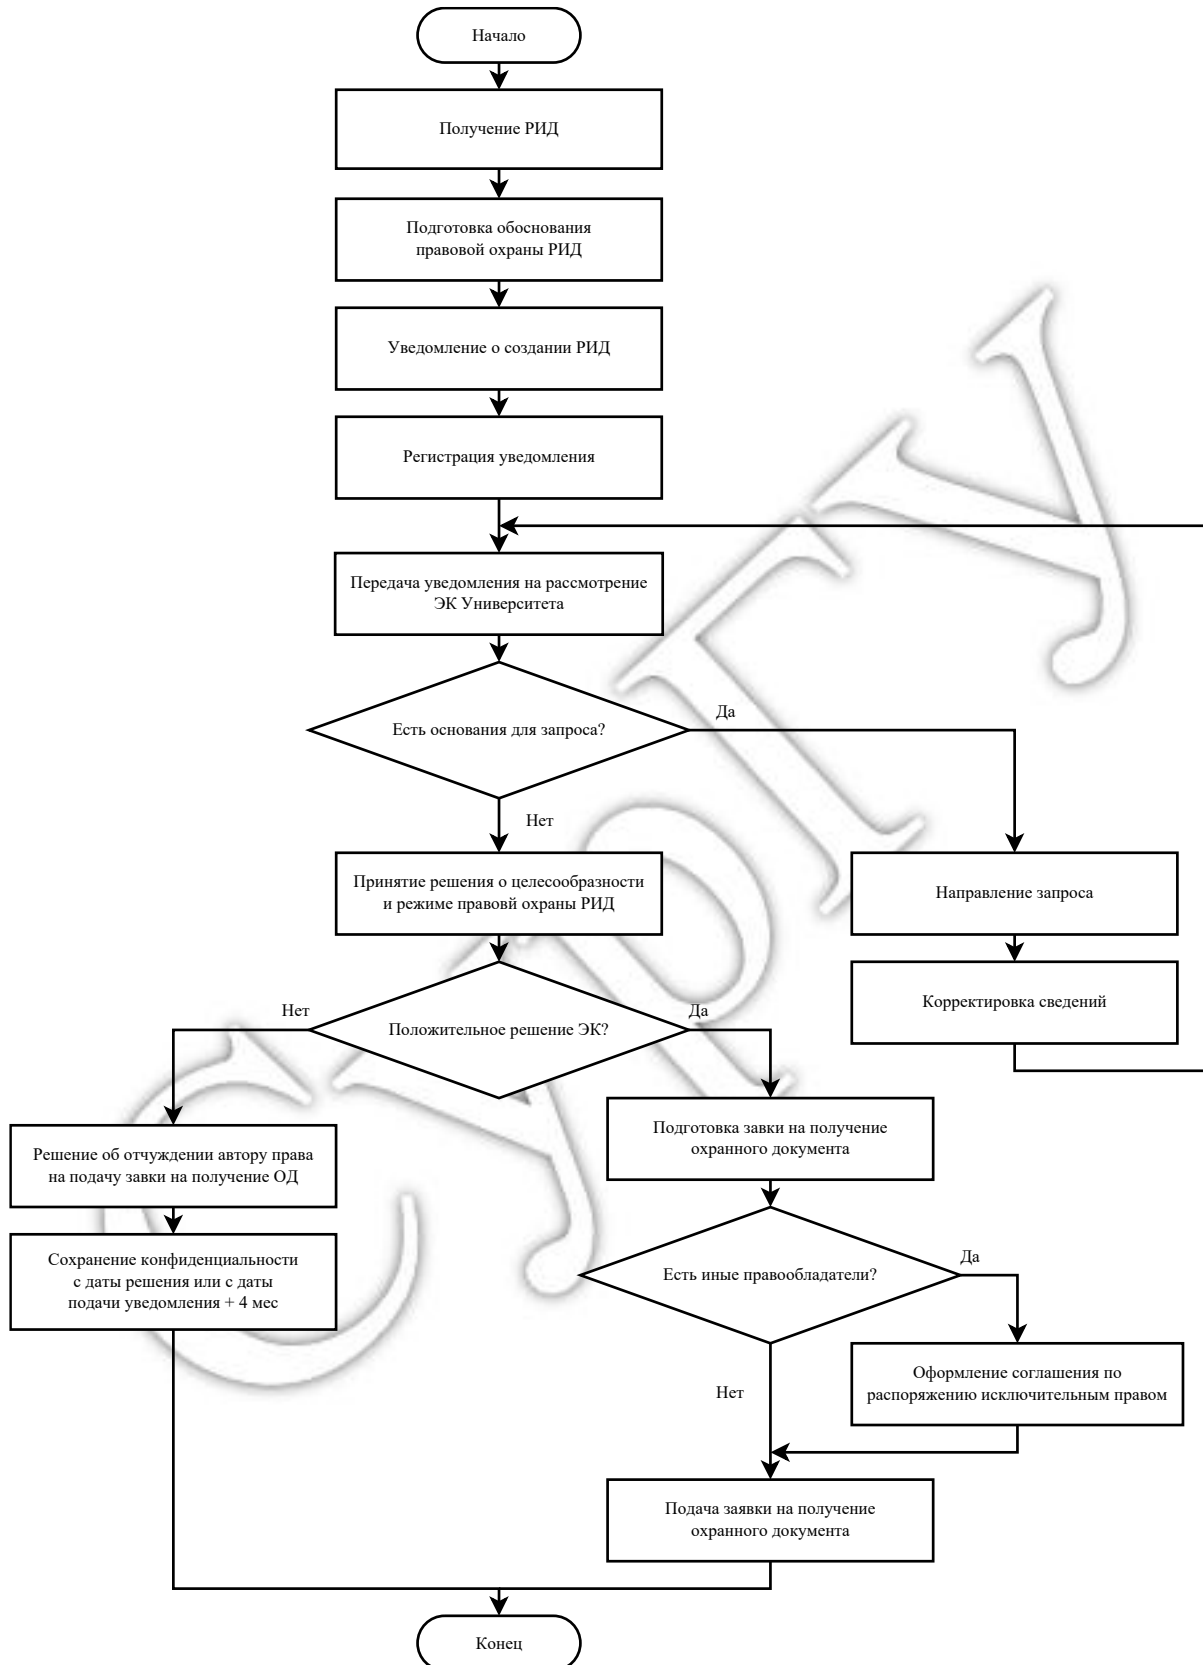 Начало
Получение РИД
Подготовка обоснования
правовой охраны РИД
Уведомление о создании РИД
Регистрация уведомления
Передача уведомления на рассмотрение
ЭК Университета
Есть основания для запроса?
Да
Нет
Принятие решения о целесообразности
и режиме правовй охраны РИД
Направление запроса
Корректировка сведений
Нет
Положительное решение ЭК?
Да
Решение об отчуждении автору права
на подачу завки на получение ОД
Подготовка завки на получение
охранного документа
Сохранение конфиденциальности
с даты решения или с даты
подачи уведомления + 4 мес
Есть иные правообладатели?
Да
Нет
Оформление соглашения по
распоряжению исключительным правом
Подача заявки на получение
охранного документа
Конец
СурГУ